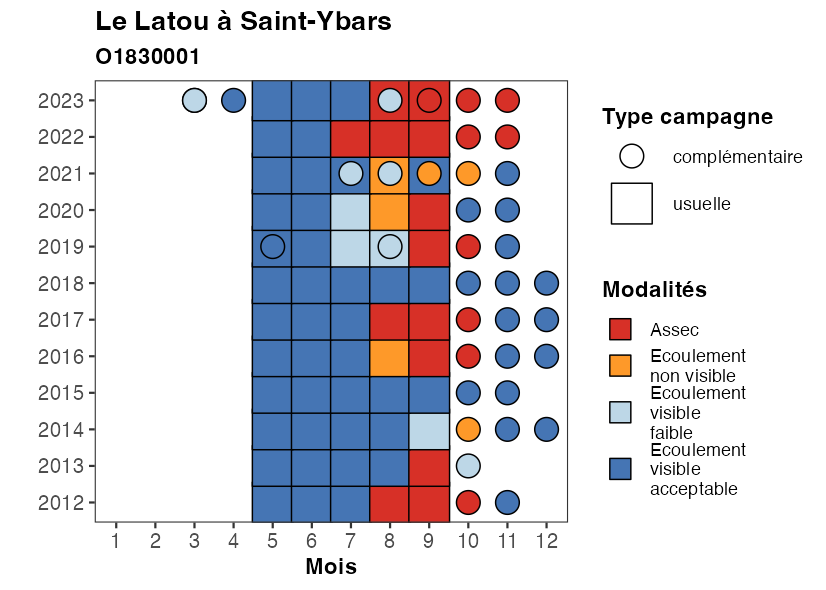 Le Latou à Saint-Ybars
O1830001
2023
2022
2021
2020
2019
2018
2017
2016
2015
2014
2013
2012
1 2 3 4 5 6 7 8 9 10 11 12
Mois
Type campagne
complémentaire
usuelle
Modalités
Assec
Ecoulement
non visible
Ecoulement
visible
faible
Ecoulement
visible
acceptable